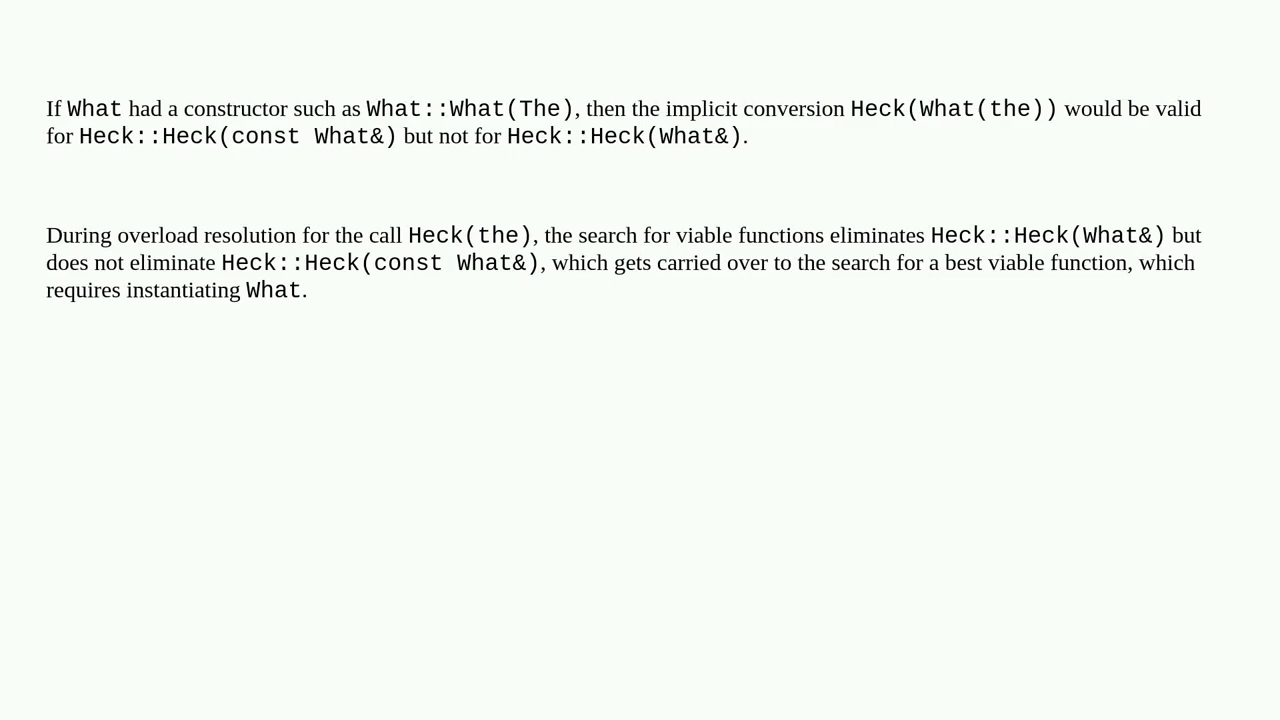 If What had a constructor such as What::What(The), then the implicit conversion Heck(What(the)) would be valid
for Heck::Heck(const What&) but not for Heck::Heck(What&).
During overload resolution for the call Heck(the), the search for viable functions eliminates Heck::Heck(What&) but
does not eliminate Heck::Heck(const What&), which gets carried over to the search for a best viable function, which
requires instantiating What.